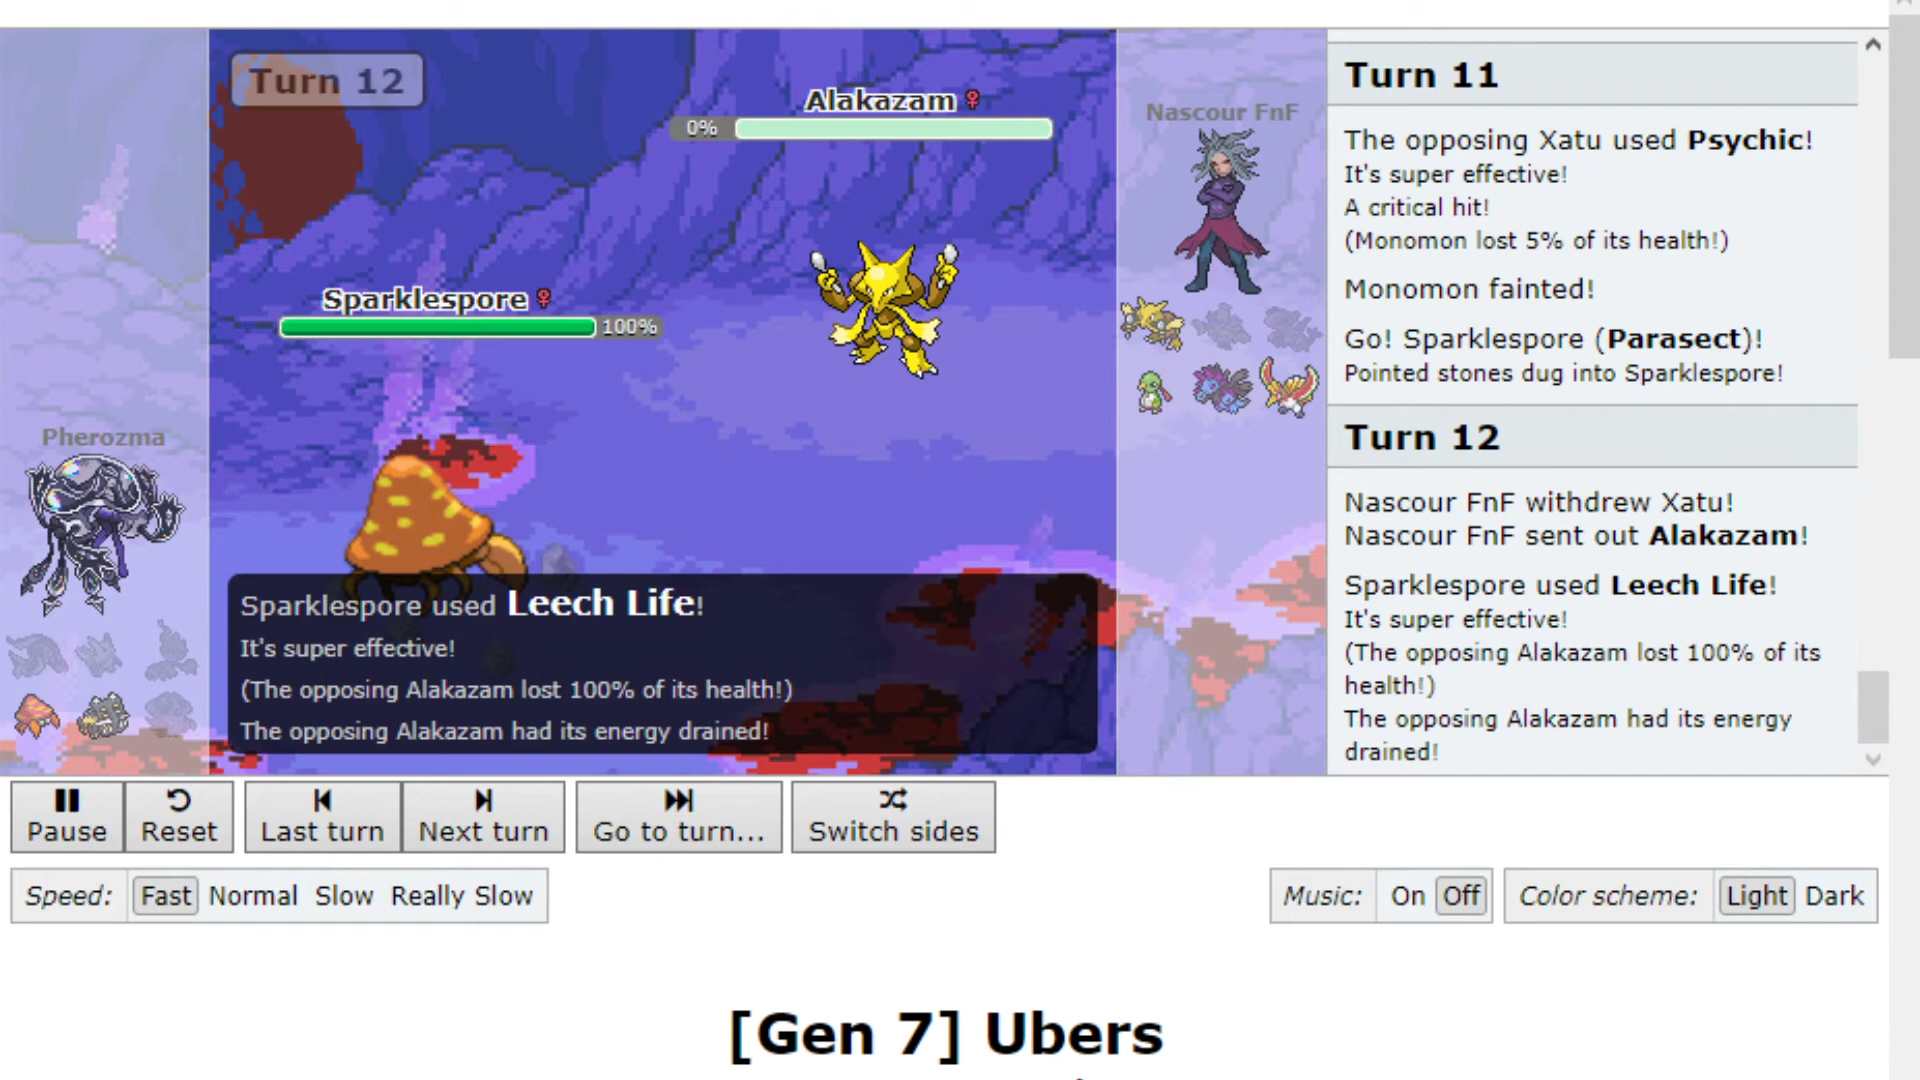 Turn 12
Alakazam ♀
0%
Sparklespore ♀
100%
Pherozma
Nascour FnF
Sparklespore used Leech Life!
It's super effective!
(The opposing Alakazam lost 100% of its health!)
The opposing Alakazam had its energy drained!
Turn 11
The opposing Xatu used Psychic!
It's super effective!
A critical hit!
(Monomon lost 5% of its health!)
Monomon fainted!
Go! Sparklespore (Parasect)!
Pointed stones dug into Sparklespore!
Turn 12
Nascour FnF withdrew Xatu!
Nascour FnF sent out Alakazam!
Sparklespore used Leech Life!
It's super effective!
(The opposing Alakazam lost 100% of its
health!)
The opposing Alakazam had its energy
drained!
Pause Reset Last turn Next turn Go to turn... Switch sides
Speed: Fast Normal Slow Really Slow Music: On Off Color scheme: Light Dark
[Gen 7] Ubers